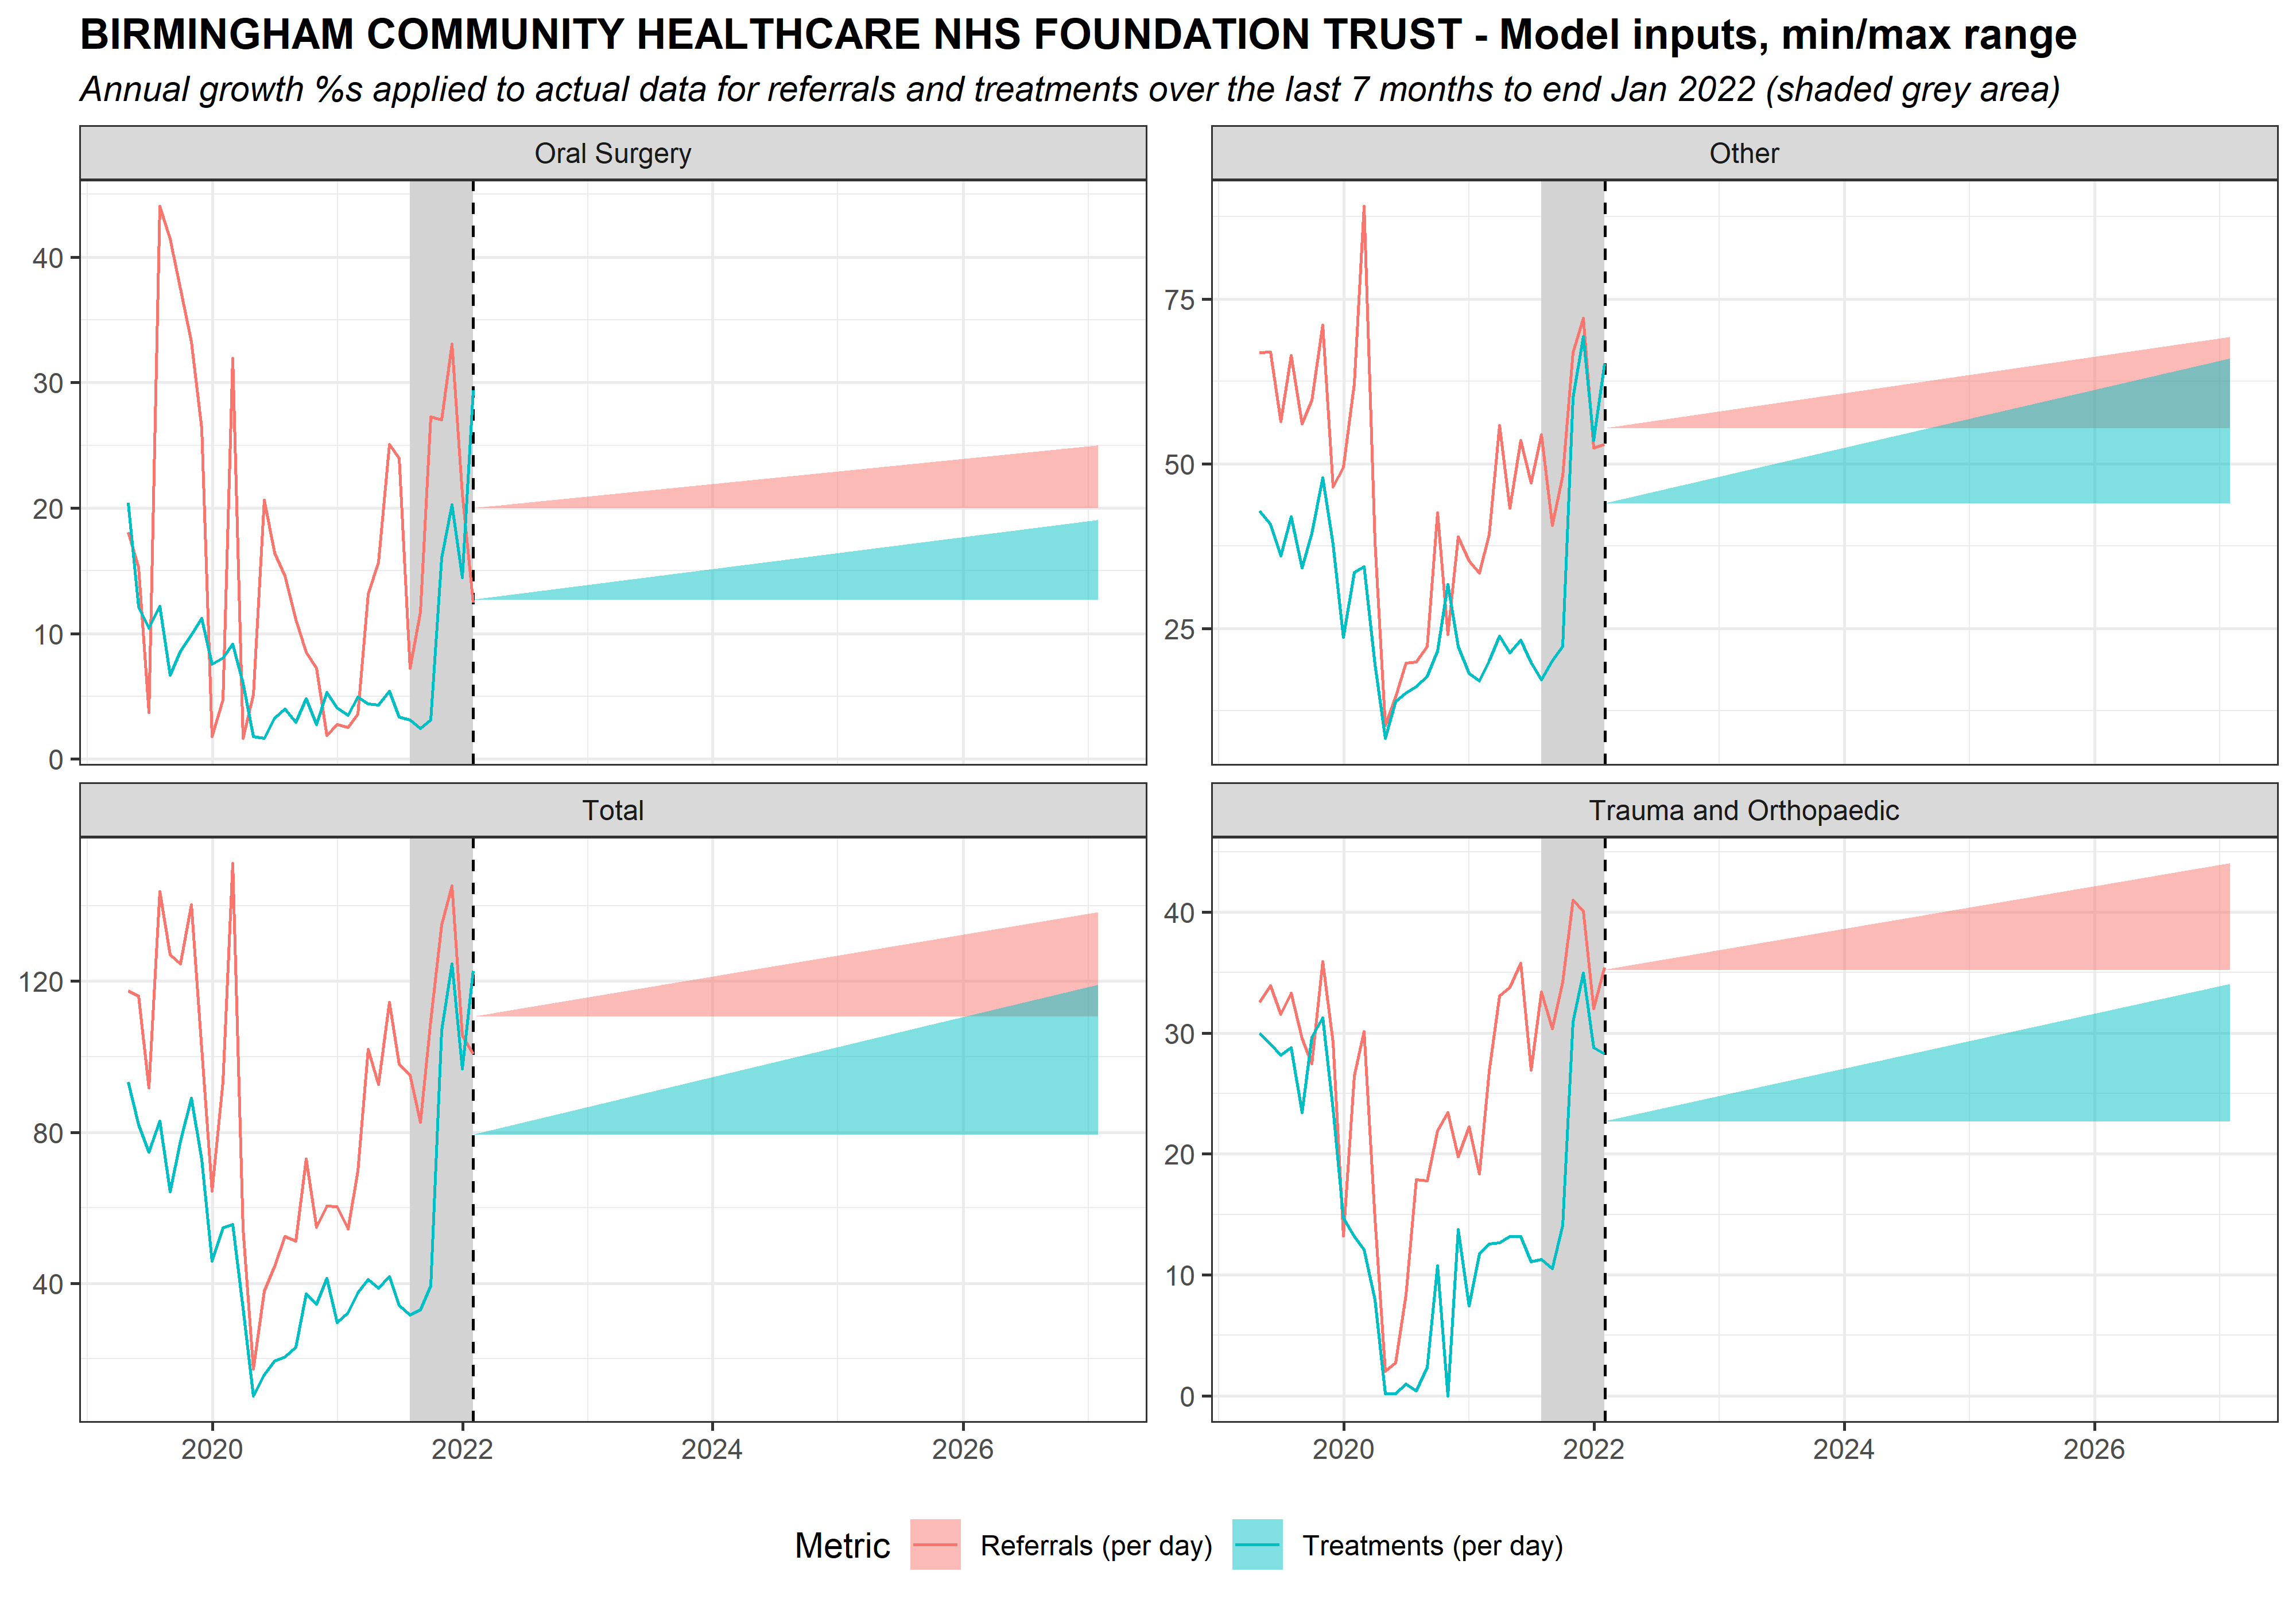 BIRMINGHAM COMMUNITY HEALTHCARE NHS FOUNDATION TRUST - Model inputs, min/max range
Annual growth %s applied to actual data for referrals and treatments over the last 7 months to end Jan 2022 (shaded grey area)
Oral Surgery
40
30
20
10
0
Other
75
50
25
Total
120
80
40
2020 2022 2024 2026
Trauma and Orthopaedic
40
30
20
10
0
2020 2022 2024 2026
Metric Referrals (per day) Treatments (per day)